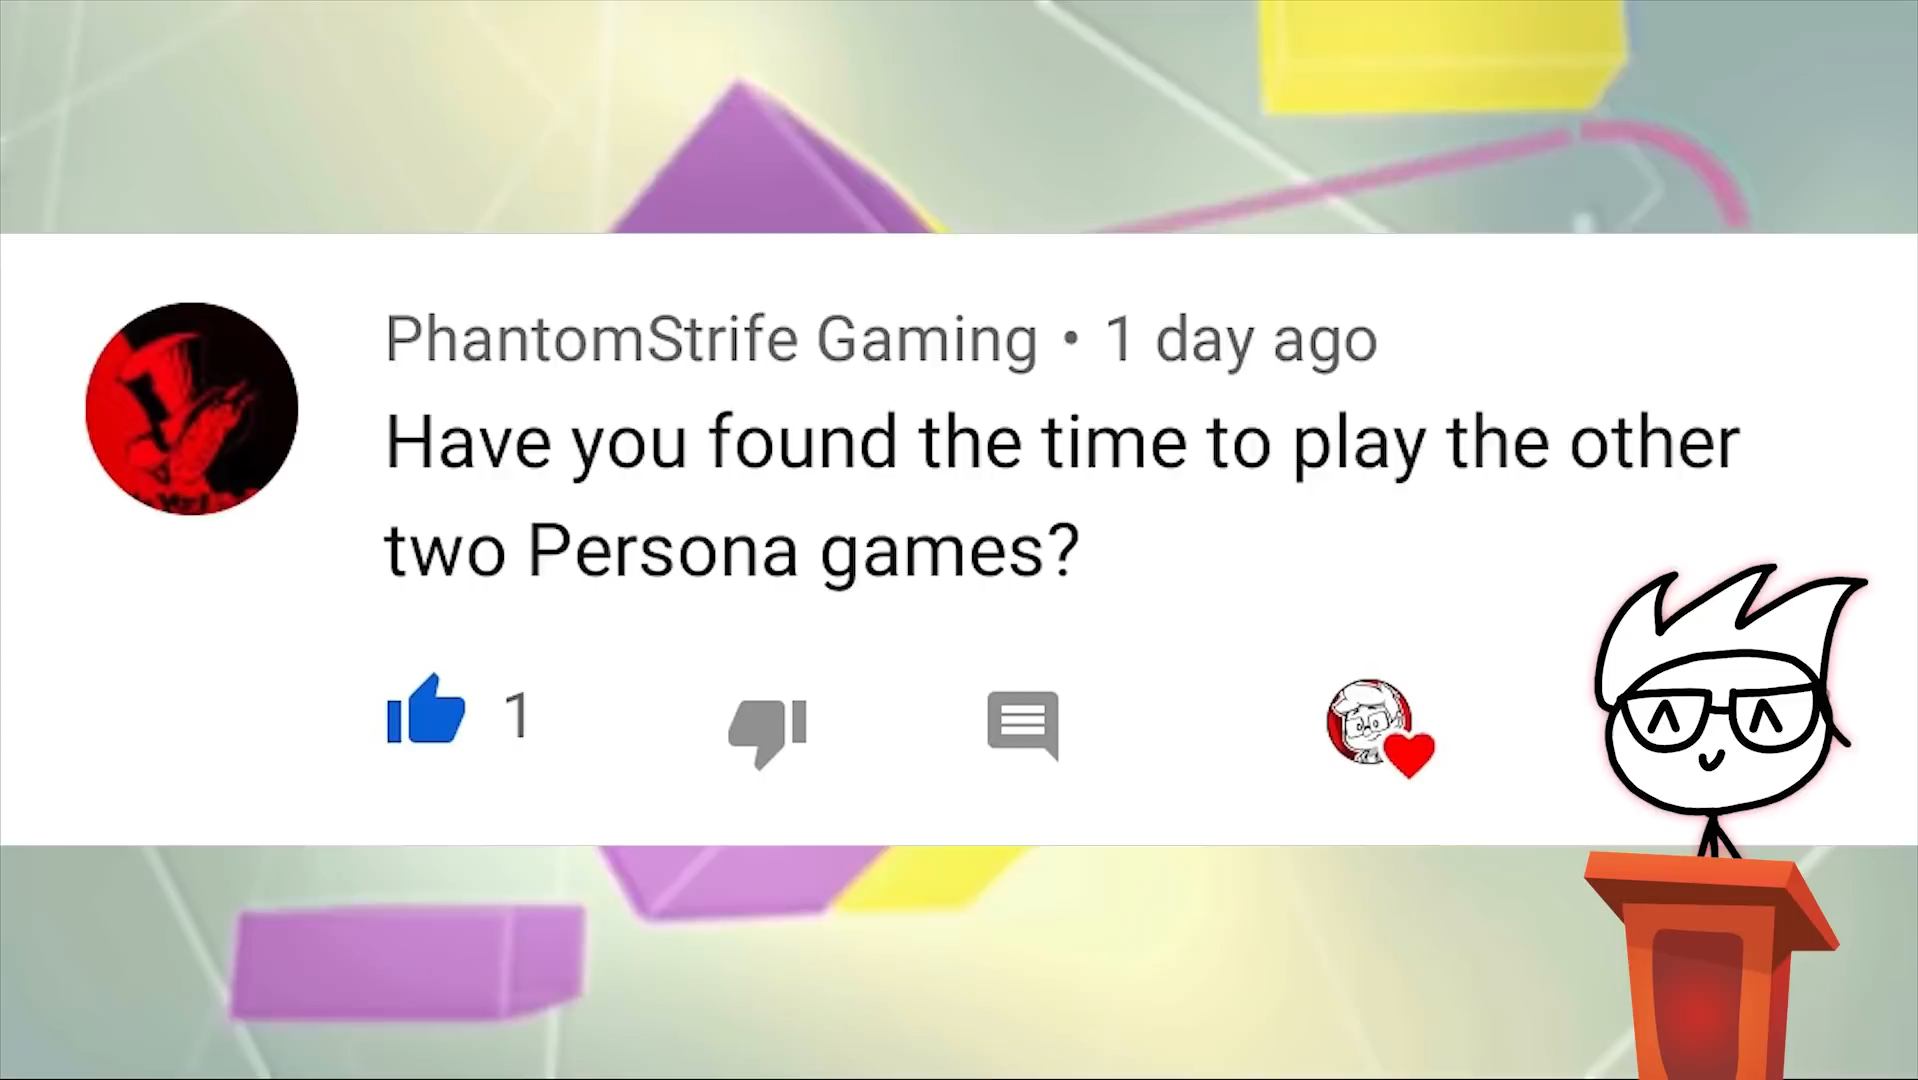 PhantomStrife Gaming • 1 day ago
Have you found the time to play the other
two Persona games?
1